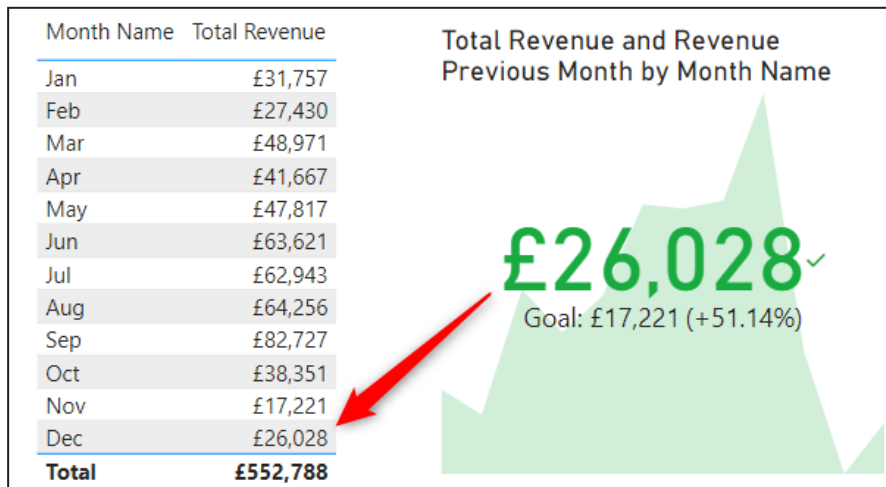 Month Name Total Revenue
Jan £31,757
Feb £27,430
Mar £48,971
Apr £41,667
May £47,817
Jun £63,621
Jul £62,943
Aug £64,256
Sep £82,727
Oct £38,351
Nov £17,221
Dec £26,028
Total £552,788
Total Revenue and Revenue
Previous Month by Month Name
£26,028
Goal: £17,221 (+51.14%)